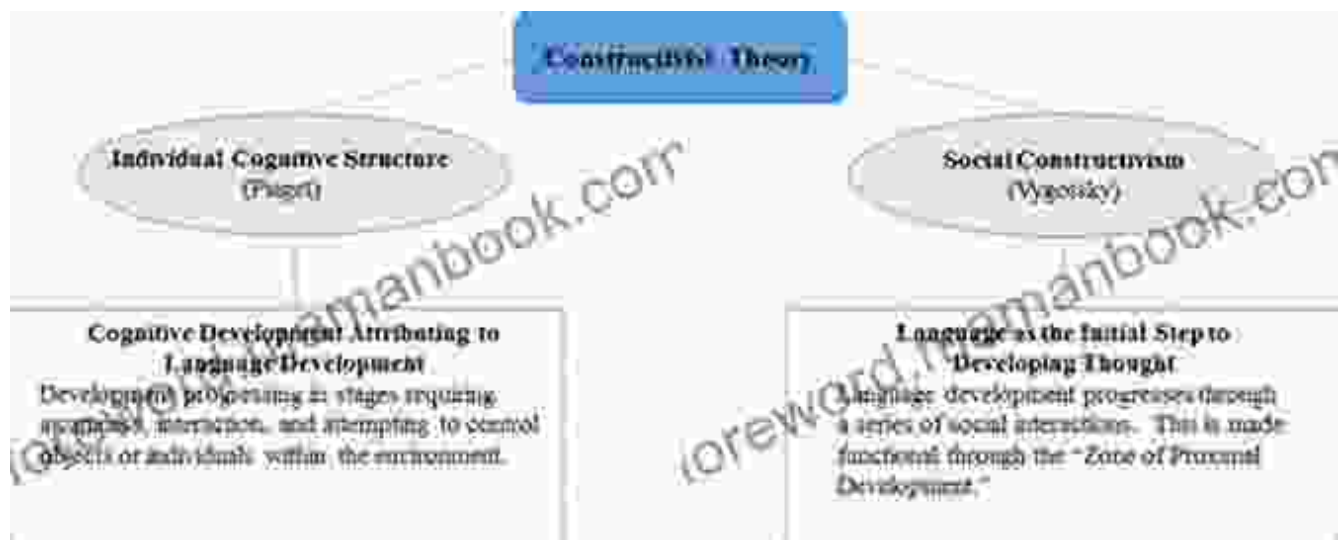 Constructivist Theory
Individual Cognitive Structure
(Piaget)
Social Constructivism
(Vygotsky)
Cognitive Development Attributing to
Language Development
Development progressing in stages requiring
interaction, and attempting to control
objects or individuals within the environment.
Language as the Initial Step to
Developing Thought
Language development progresses through
a series of social interactions. This is made
functional through the "Zone of Proximal
Development."